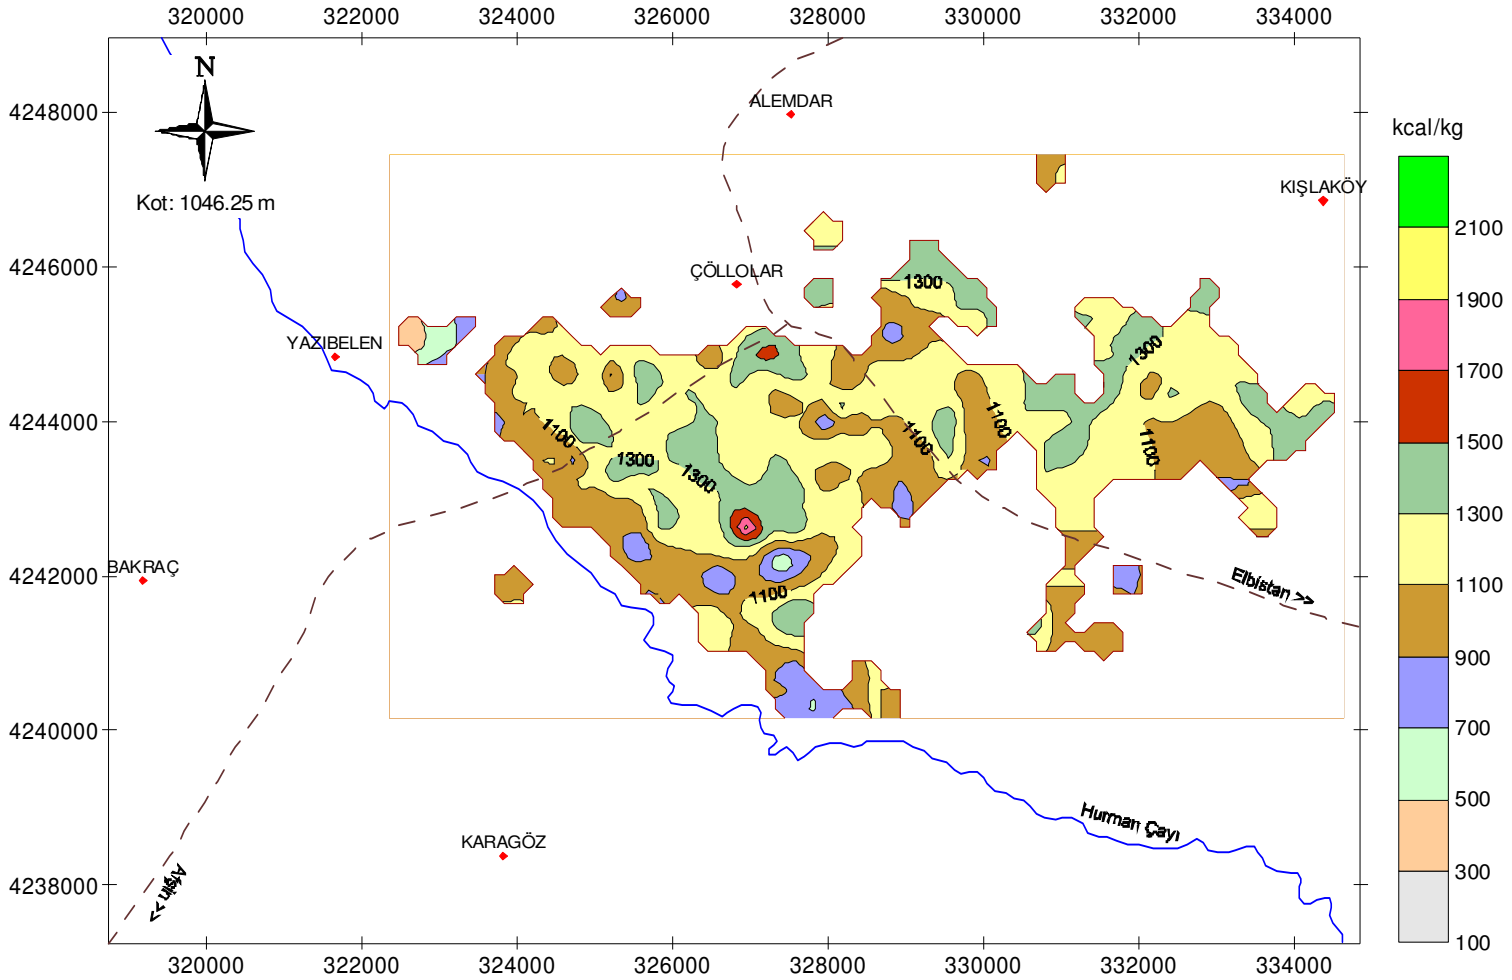 320000 322000 324000 326000 328000 330000 332000 334000
N
ALEMDAR
4248000
kcal/kg
KIŞLAKÖY
Kot: 1046.25 m
2100
4246000
ÇÖLLOLAR
1300
1900
YAZIBELEN
1300
1700
4244000
1100
1100
1100
1100
1500
1300
1300
1300
4242000
BAKRAÇ
Elbistan >>
1100
1100
900
4240000
700
Hurman Çayı
500
KARAGÖZ
4238000
Afşin >>
300
100
320000 322000 324000 326000 328000 330000 332000 334000